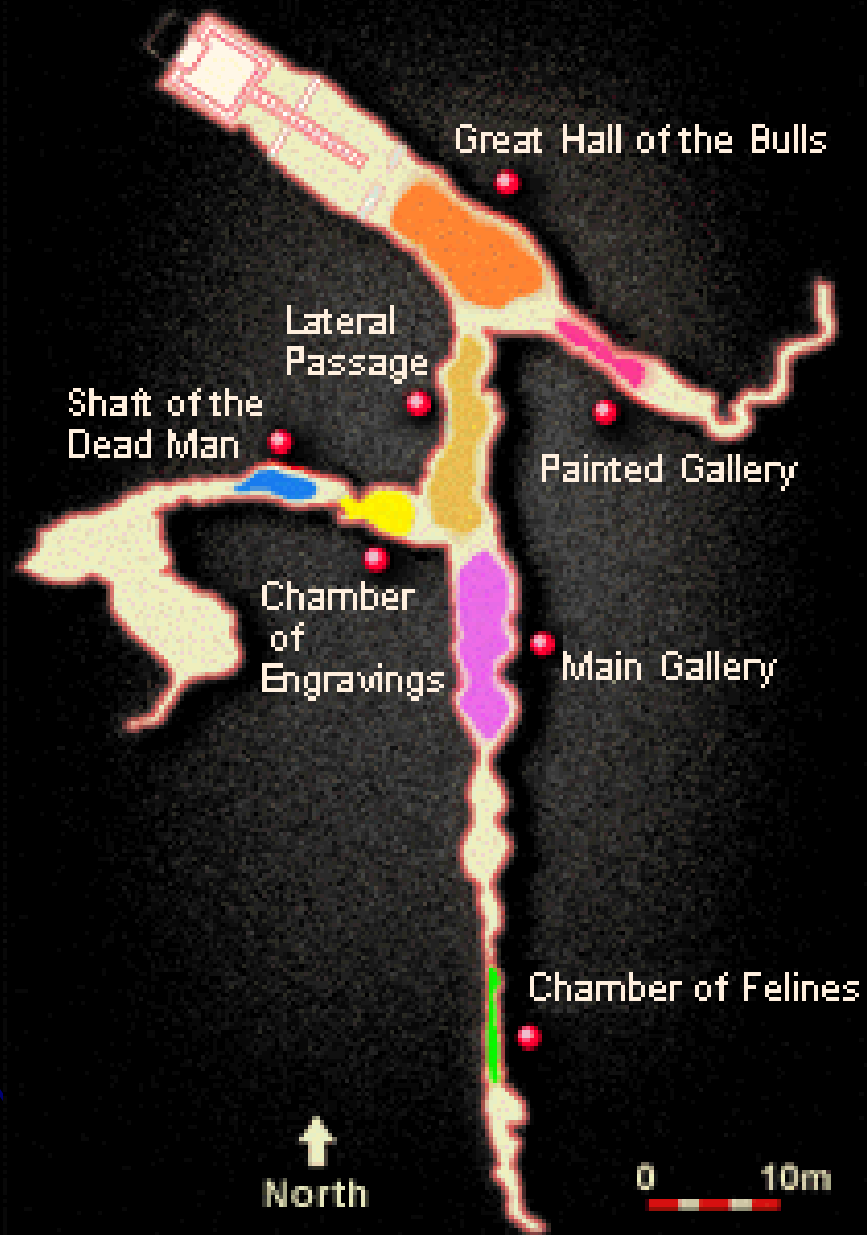 Great Hall of the Bulls
Lateral
Passage
Shaft of the
Dead Man
Painted Gallery
Chamber
of
Engravings
Main Gallery
Chamber of Felines
North
0 10m